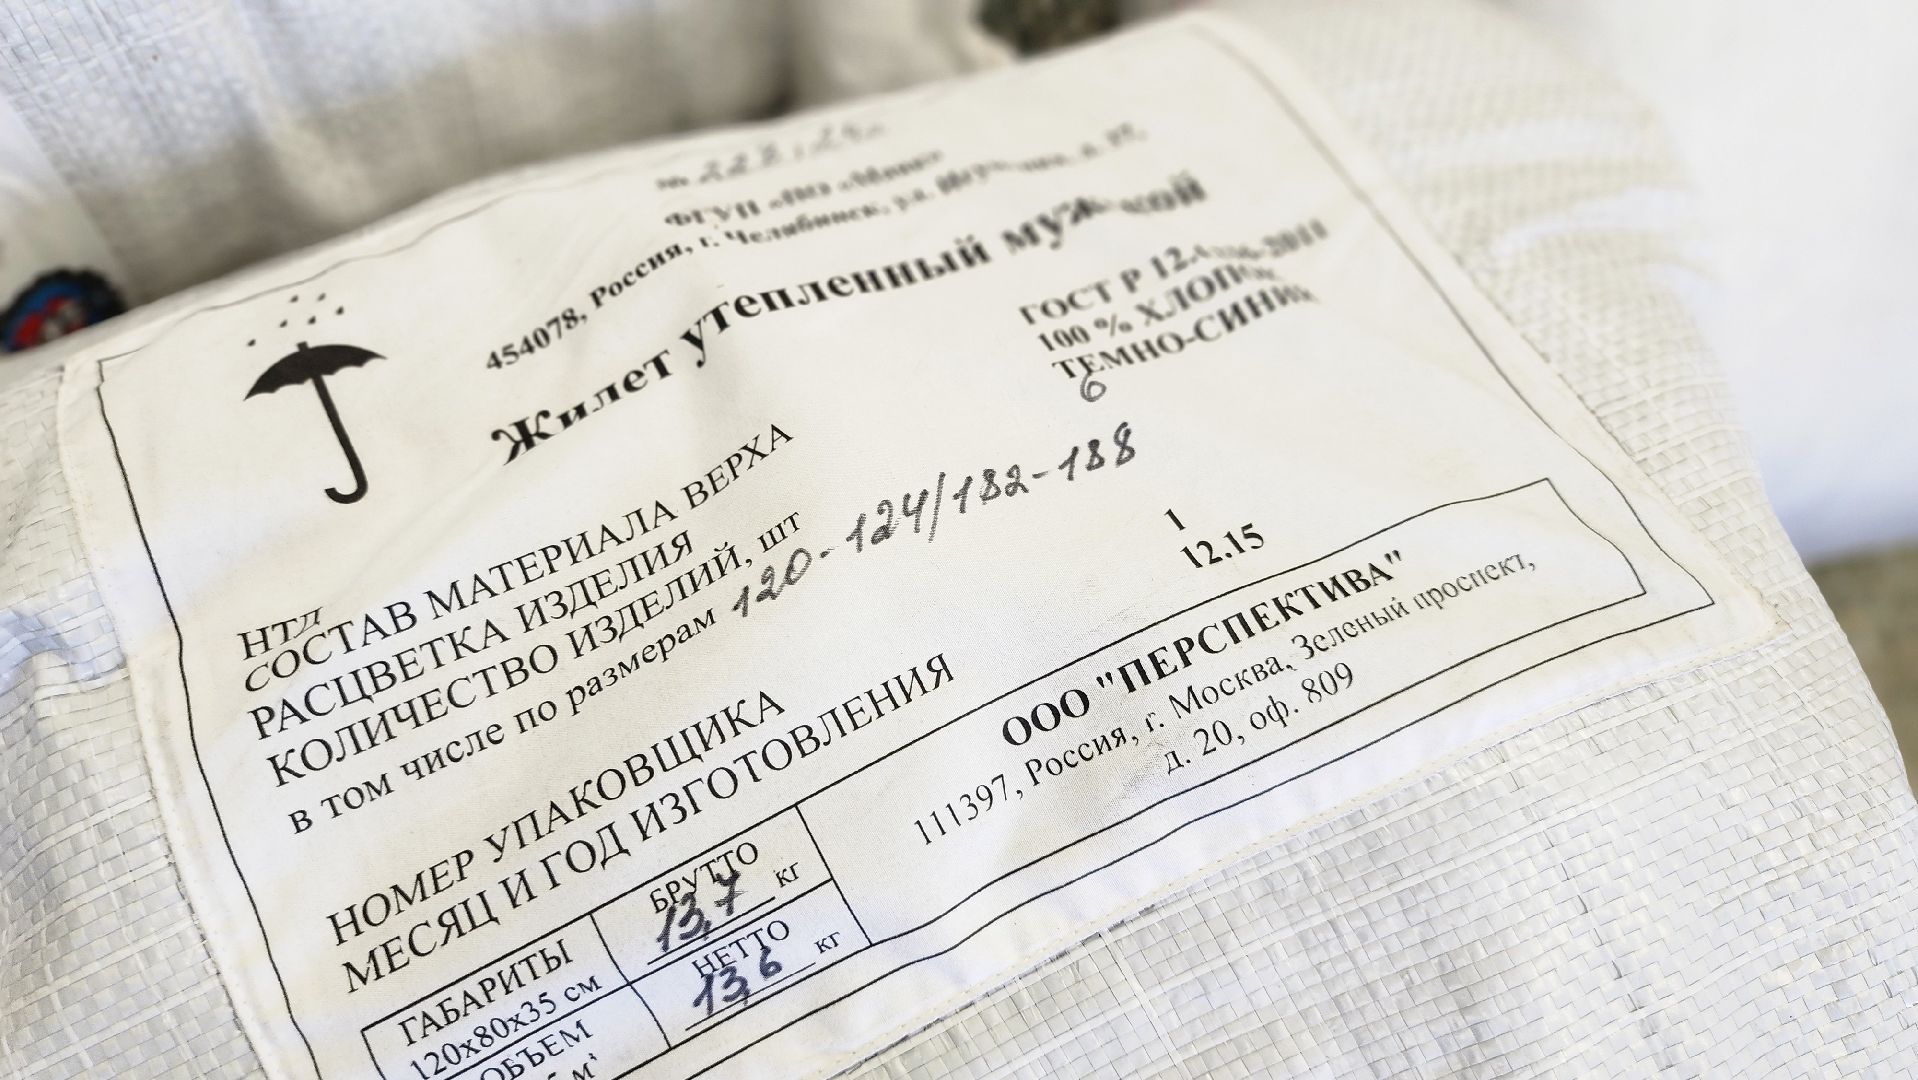 454078, Россия, г. Челябинск, ул.
Жилет утепленный мужской
НТД ГОСТ Р 12.
СОСТАВ МАТЕРИАЛА ВЕРХА 100 % ХЛОПОК
РАСЦВЕТКА ИЗДЕЛИЯ ТЕМНО-СИНИЙ
КОЛИЧЕСТВО ИЗДЕЛИЙ, шт 6
в том числе по размерам 120-124/182-188
НОМЕР УПАКОВЩИКА 1
МЕСЯЦ И ГОД ИЗГОТОВЛЕНИЯ 12.15
ГАБАРИТЫ
120x80x35 см
ОБЪЕМ
м³
БРУТТО
13,7 кг
НЕТТО
13,6 кг
ООО "ПЕРСПЕКТИВА"
111397, Россия, г. Москва, Зеленый проспект,
д. 20, оф. 809